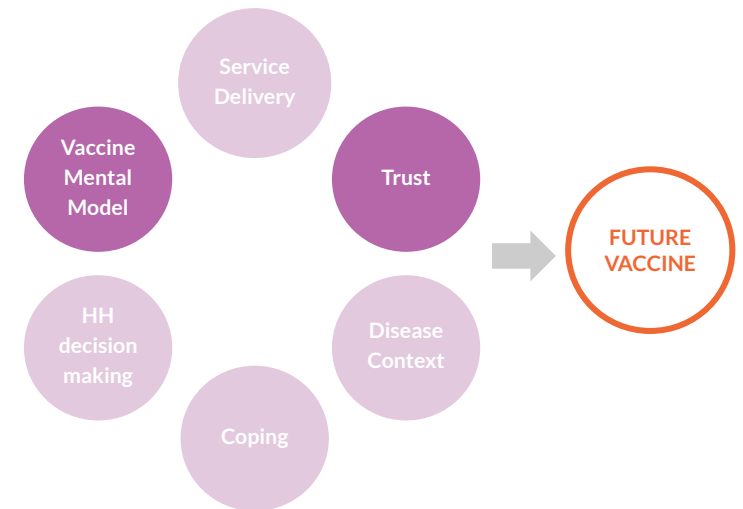 Service
Delivery
Vaccine
Mental
Model
Trust
FUTURE
VACCINE
HH
decision
making
Disease
Context
Coping